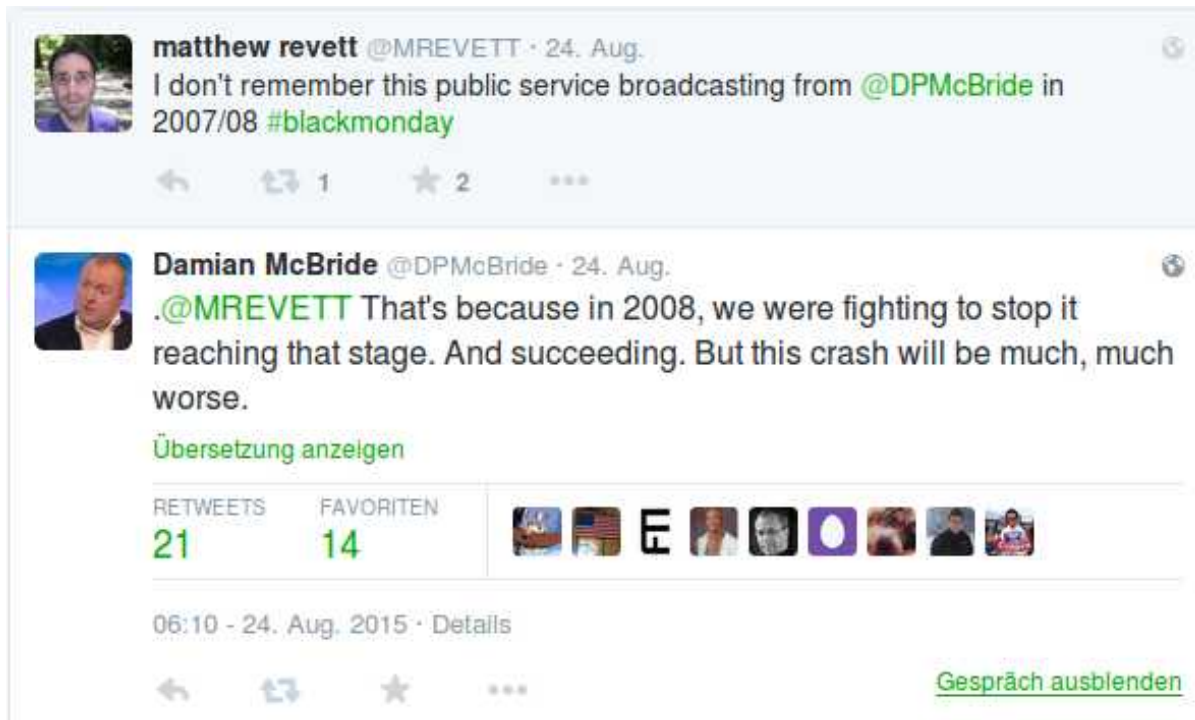 matthew revett @MREVETT · 24. Aug.
I don't remember this public service broadcasting from @DPMcBride in
2007/08 #blackmonday
1 2
Damian McBride @DPMcBride · 24. Aug.
.@MREVETT That's because in 2008, we were fighting to stop it
reaching that stage. And succeeding. But this crash will be much, much
worse.
Übersetzung anzeigen
RETWEETS FAVORITEN
21 14
FT
06:10 - 24. Aug. 2015 · Details
Gespräch ausblenden